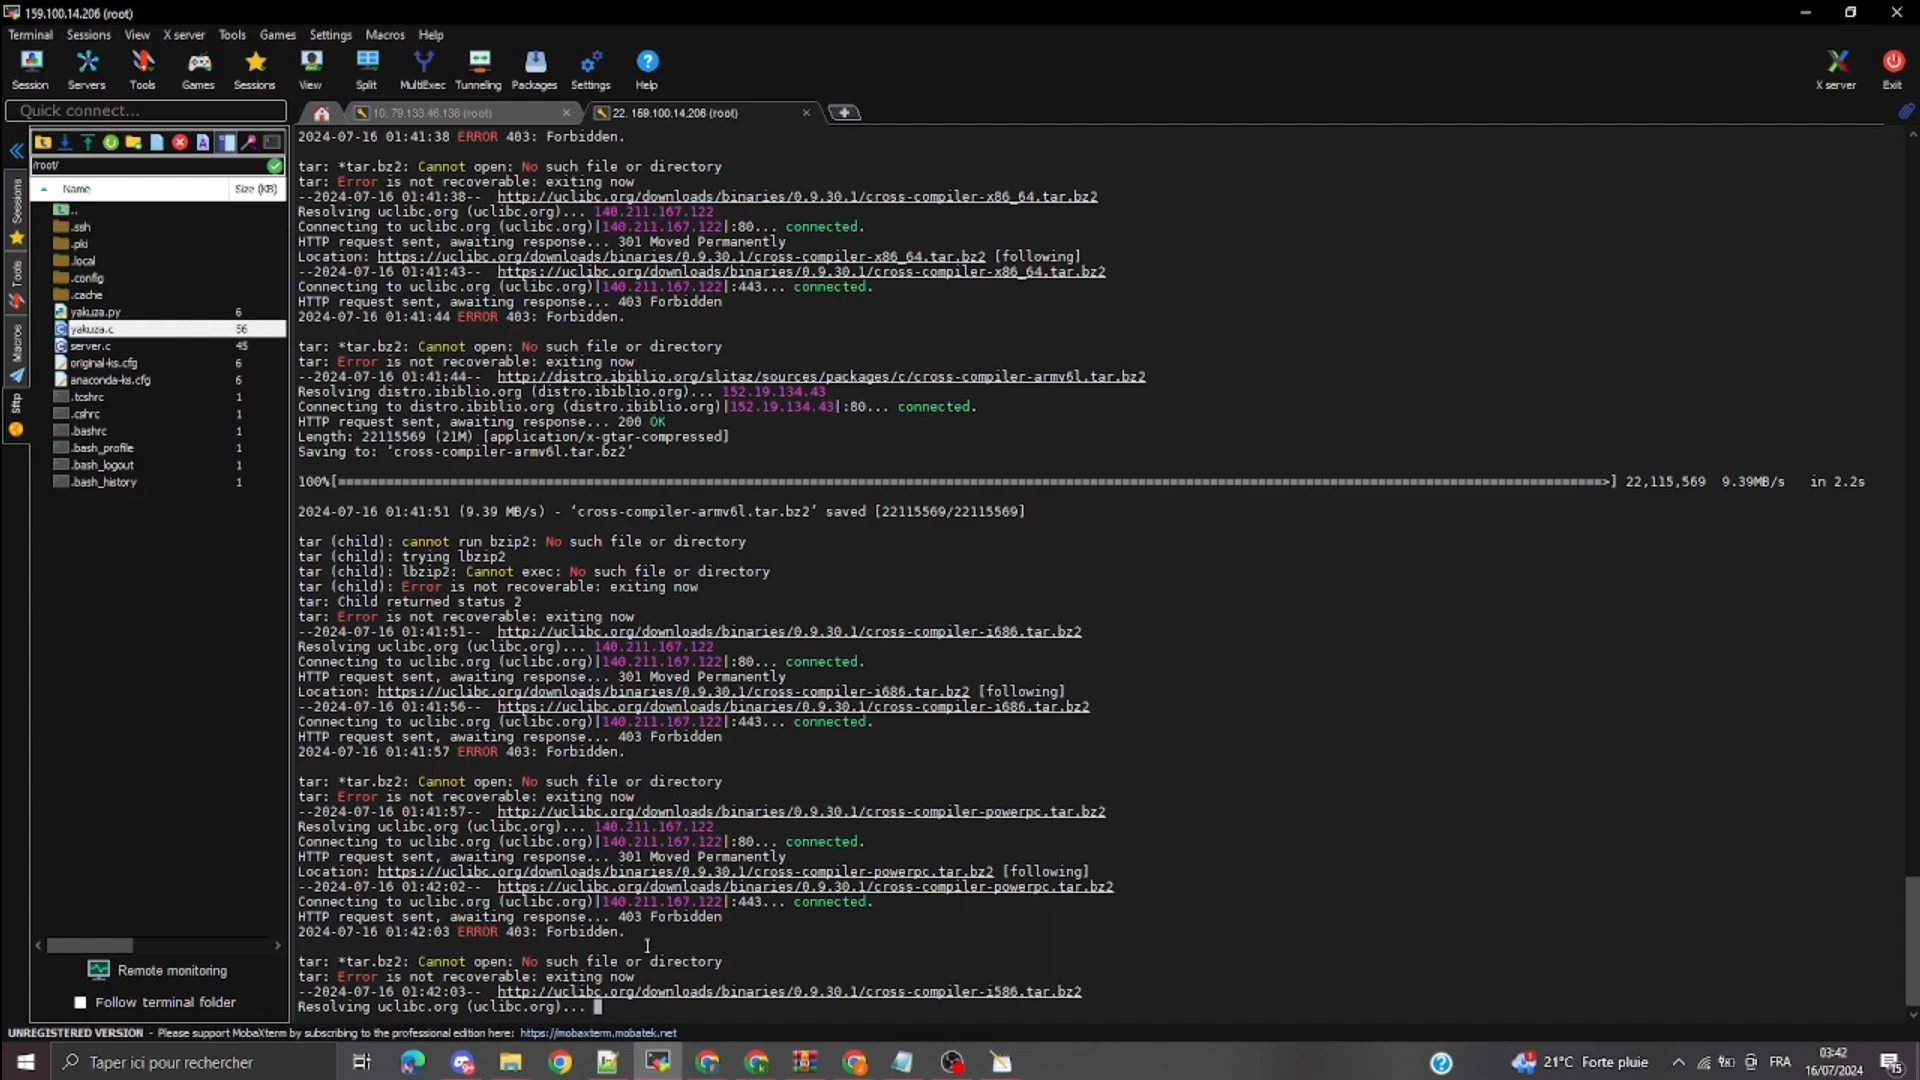 159.100.14.206 (root)
Terminal Sessions View X server Tools Games Settings Macros Help
Session Servers Tools Games Sessions View Split MultiExec Tunneling Packages Settings Help X server Exit
Quick connect...
10. 79.133.46.138 (root)
22. 159.100.14.206 (root)
/root/
Name Size (KB)
..
.ssh
.pki
.local
.config
.cache
yakuza.py 6
yakuza.c 56
server.c 45
original-ks.cfg 6
anaconda-ks.cfg 6
.tcshrc 1
.cshrc 1
.bashrc 1
.bash_profile 1
.bash_logout 1
.bash_history 1
Sessions
Tools
Macros
Sftp
Remote monitoring
Follow terminal folder
2024-07-16 01:41:38 ERROR 403: Forbidden.
tar: *tar.bz2: Cannot open: No such file or directory
tar: Error is not recoverable: exiting now
--2024-07-16 01:41:38-- http://uclibc.org/downloads/binaries/0.9.30.1/cross-compiler-x86_64.tar.bz2
Resolving uclibc.org (uclibc.org)... 140.211.167.122
Connecting to uclibc.org (uclibc.org)|140.211.167.122|:80... connected.
HTTP request sent, awaiting response... 301 Moved Permanently
Location: https://uclibc.org/downloads/binaries/0.9.30.1/cross-compiler-x86_64.tar.bz2 [following]
--2024-07-16 01:41:43-- https://uclibc.org/downloads/binaries/0.9.30.1/cross-compiler-x86_64.tar.bz2
Connecting to uclibc.org (uclibc.org)|140.211.167.122|:443... connected.
HTTP request sent, awaiting response... 403 Forbidden
2024-07-16 01:41:44 ERROR 403: Forbidden.
tar: *tar.bz2: Cannot open: No such file or directory
tar: Error is not recoverable: exiting now
--2024-07-16 01:41:44-- http://distro.ibiblio.org/slitaz/sources/packages/c/cross-compiler-armv6l.tar.bz2
Resolving distro.ibiblio.org (distro.ibiblio.org)... 152.19.134.43
Connecting to distro.ibiblio.org (distro.ibiblio.org)|152.19.134.43|:80... connected.
HTTP request sent, awaiting response... 200 OK
Length: 22115569 (21M) [application/x-gtar-compressed]
Saving to: ‘cross-compiler-armv6l.tar.bz2’
100%[======================================>] 22,115,569 9.39MB/s in 2.2s
2024-07-16 01:41:51 (9.39 MB/s) - ‘cross-compiler-armv6l.tar.bz2’ saved [22115569/22115569]
tar (child): cannot run bzip2: No such file or directory
tar (child): trying lbzip2
tar (child): lbzip2: Cannot exec: No such file or directory
tar (child): Error is not recoverable: exiting now
tar: Child returned status 2
tar: Error is not recoverable: exiting now
--2024-07-16 01:41:51-- http://uclibc.org/downloads/binaries/0.9.30.1/cross-compiler-i686.tar.bz2
Resolving uclibc.org (uclibc.org)... 140.211.167.122
Connecting to uclibc.org (uclibc.org)|140.211.167.122|:80... connected.
HTTP request sent, awaiting response... 301 Moved Permanently
Location: https://uclibc.org/downloads/binaries/0.9.30.1/cross-compiler-i686.tar.bz2 [following]
--2024-07-16 01:41:56-- https://uclibc.org/downloads/binaries/0.9.30.1/cross-compiler-i686.tar.bz2
Connecting to uclibc.org (uclibc.org)|140.211.167.122|:443... connected.
HTTP request sent, awaiting response... 403 Forbidden
2024-07-16 01:41:57 ERROR 403: Forbidden.
tar: *tar.bz2: Cannot open: No such file or directory
tar: Error is not recoverable: exiting now
--2024-07-16 01:41:57-- http://uclibc.org/downloads/binaries/0.9.30.1/cross-compiler-powerpc.tar.bz2
Resolving uclibc.org (uclibc.org)... 140.211.167.122
Connecting to uclibc.org (uclibc.org)|140.211.167.122|:80... connected.
HTTP request sent, awaiting response... 301 Moved Permanently
Location: https://uclibc.org/downloads/binaries/0.9.30.1/cross-compiler-powerpc.tar.bz2 [following]
--2024-07-16 01:42:02-- https://uclibc.org/downloads/binaries/0.9.30.1/cross-compiler-powerpc.tar.bz2
Connecting to uclibc.org (uclibc.org)|140.211.167.122|:443... connected.
HTTP request sent, awaiting response... 403 Forbidden
2024-07-16 01:42:03 ERROR 403: Forbidden.
tar: *tar.bz2: Cannot open: No such file or directory
tar: Error is not recoverable: exiting now
--2024-07-16 01:42:03-- http://uclibc.org/downloads/binaries/0.9.30.1/cross-compiler-i586.tar.bz2
Resolving uclibc.org (uclibc.org)...
UNREGISTERED VERSION - Please support MobaXterm by subscribing to the professional edition here: https://mobaxterm.mobatek.net
Taper ici pour rechercher
21°C Forte pluie
FRA
03:42
16/07/2024
15